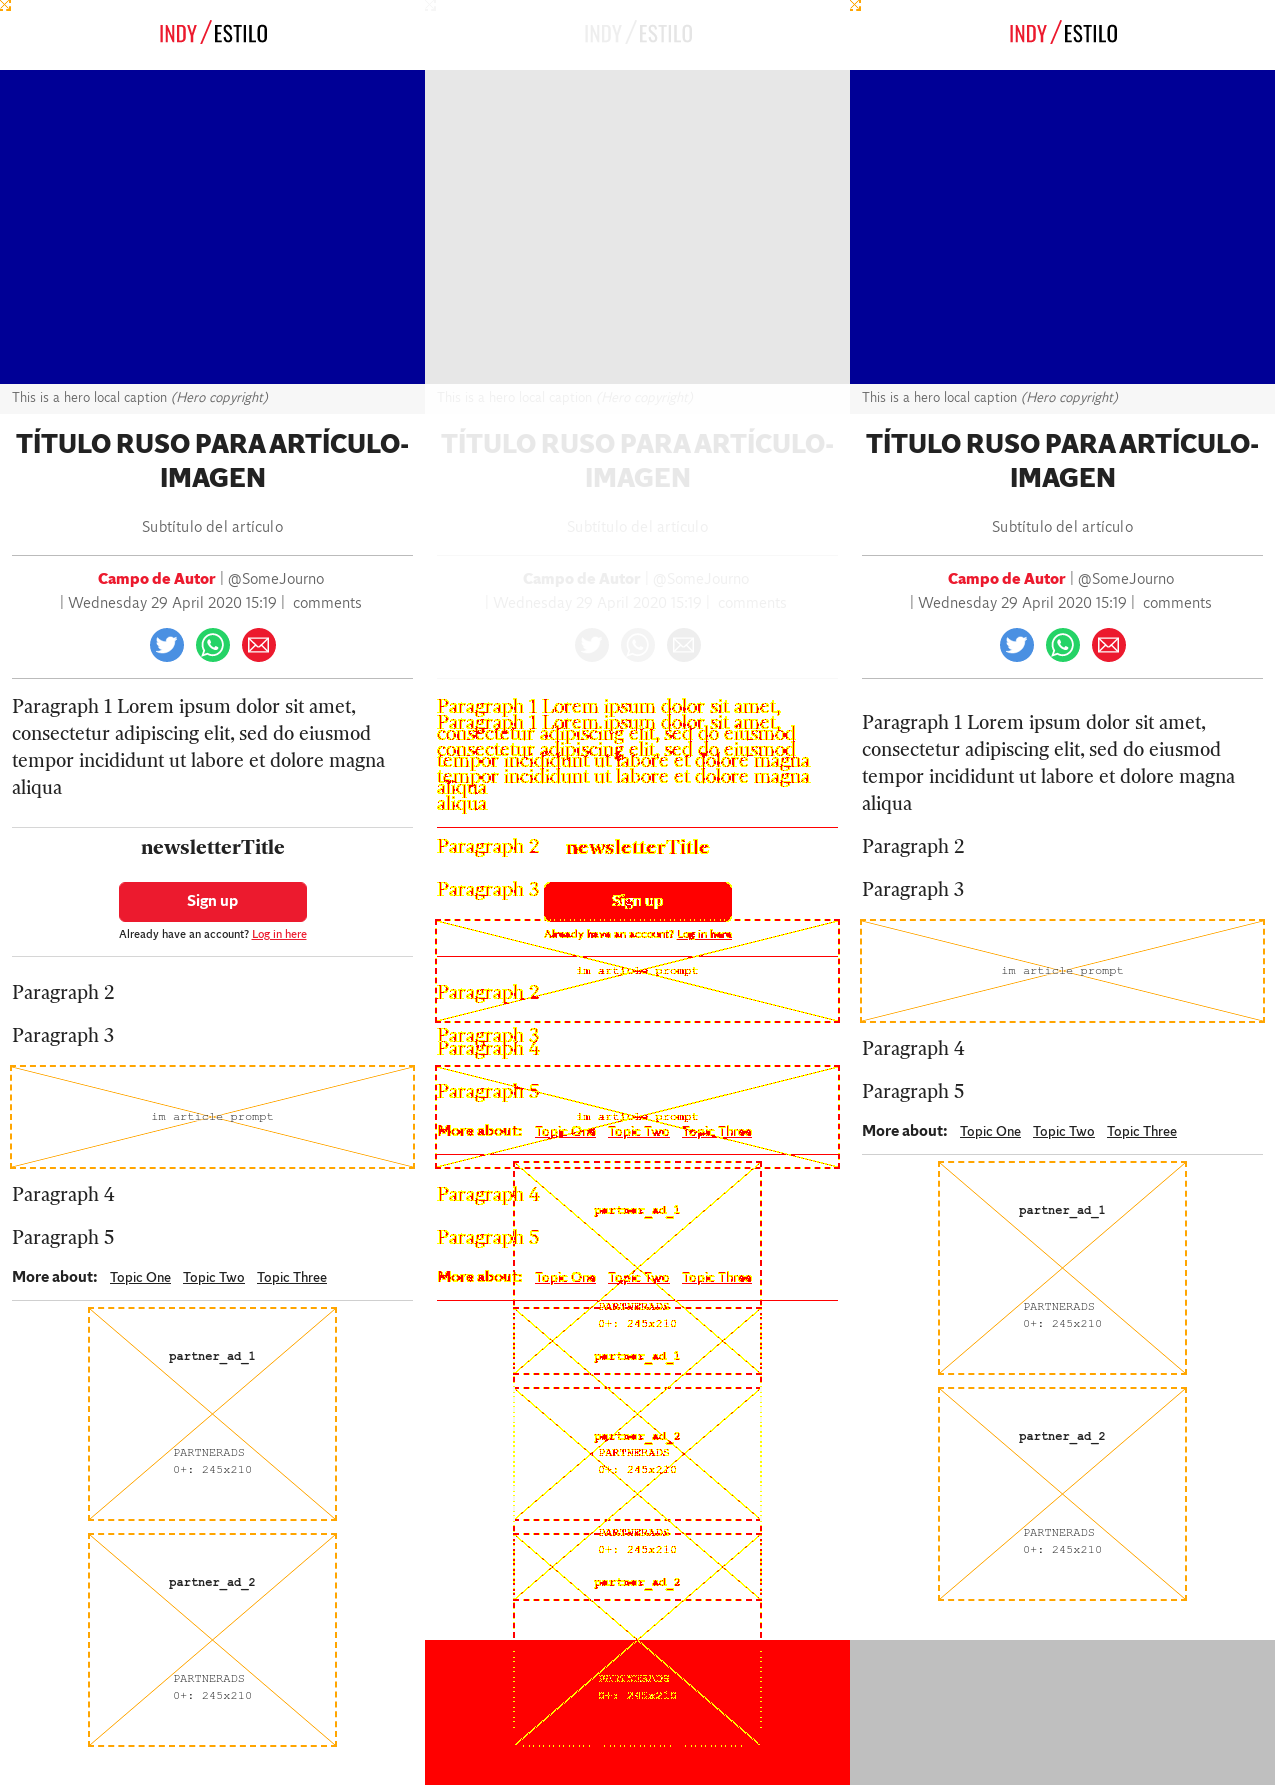 INDY/ESTILO
This is a hero local caption (Hero copyright)
TÍTULO RUSO PARA ARTÍCULO-
IMAGEN
Subtítulo del artículo
Campo de Autor | @SomeJourno
| Wednesday 29 April 2020 15:19 | comments
Paragraph 1 Lorem ipsum dolor sit amet,
consectetur adipiscing elit, sed do eiusmod
tempor incididunt ut labore et dolore magna
aliqua
newsletterTitle
Sign up
Already have an account? Log in here
Paragraph 2
Paragraph 3
im article prompt
Paragraph 4
Paragraph 5
More about: Topic One Topic Two Topic Three
partner_ad_1
PARTNERADS
0+: 245x210
partner_ad_2
PARTNERADS
0+: 245x210
INDY/ESTILO
This is a hero local caption (Hero copyright)
TÍTULO RUSO PARA ARTÍCULO-
IMAGEN
Subtítulo del artículo
Campo de Autor | @SomeJourno
| Wednesday 29 April 2020 15:19 | comments
Paragraph 1 Lorem ipsum dolor sit amet,
Paragraph 1 Lorem ipsum dolor sit amet,
consectetur adipiscing elit, sed do eiusmod
consectetur adipiscing elit, sed do eiusmod
tempor incididunt ut labore et dolore magna
tempor incididunt ut labore et dolore magna
aliqua
aliqua
Paragraph 2 newsletterTitle
Paragraph 3
Sign up
Already have an account? Log in here
im article prompt
Paragraph 2
Paragraph 3
Paragraph 4
Paragraph 5
im article prompt
More about: Topic One Topic Two Topic Three
Paragraph 4
partner_ad_1
Paragraph 5
More about: Topic One Topic Two Topic Three
PARTNERADS
0+: 245x210
partner_ad_1
partner_ad_2
PARTNERADS
0+: 245x210
PARTNERADS
0+: 245x210
partner_ad_2
PARTNERADS
0+: 245x210
INDY/ESTILO
This is a hero local caption (Hero copyright)
TÍTULO RUSO PARA ARTÍCULO-
IMAGEN
Subtítulo del artículo
Campo de Autor | @SomeJourno
| Wednesday 29 April 2020 15:19 | comments
Paragraph 1 Lorem ipsum dolor sit amet,
consectetur adipiscing elit, sed do eiusmod
tempor incididunt ut labore et dolore magna
aliqua
Paragraph 2
Paragraph 3
im article prompt
Paragraph 4
Paragraph 5
More about: Topic One Topic Two Topic Three
partner_ad_1
PARTNERADS
0+: 245x210
partner_ad_2
PARTNERADS
0+: 245x210